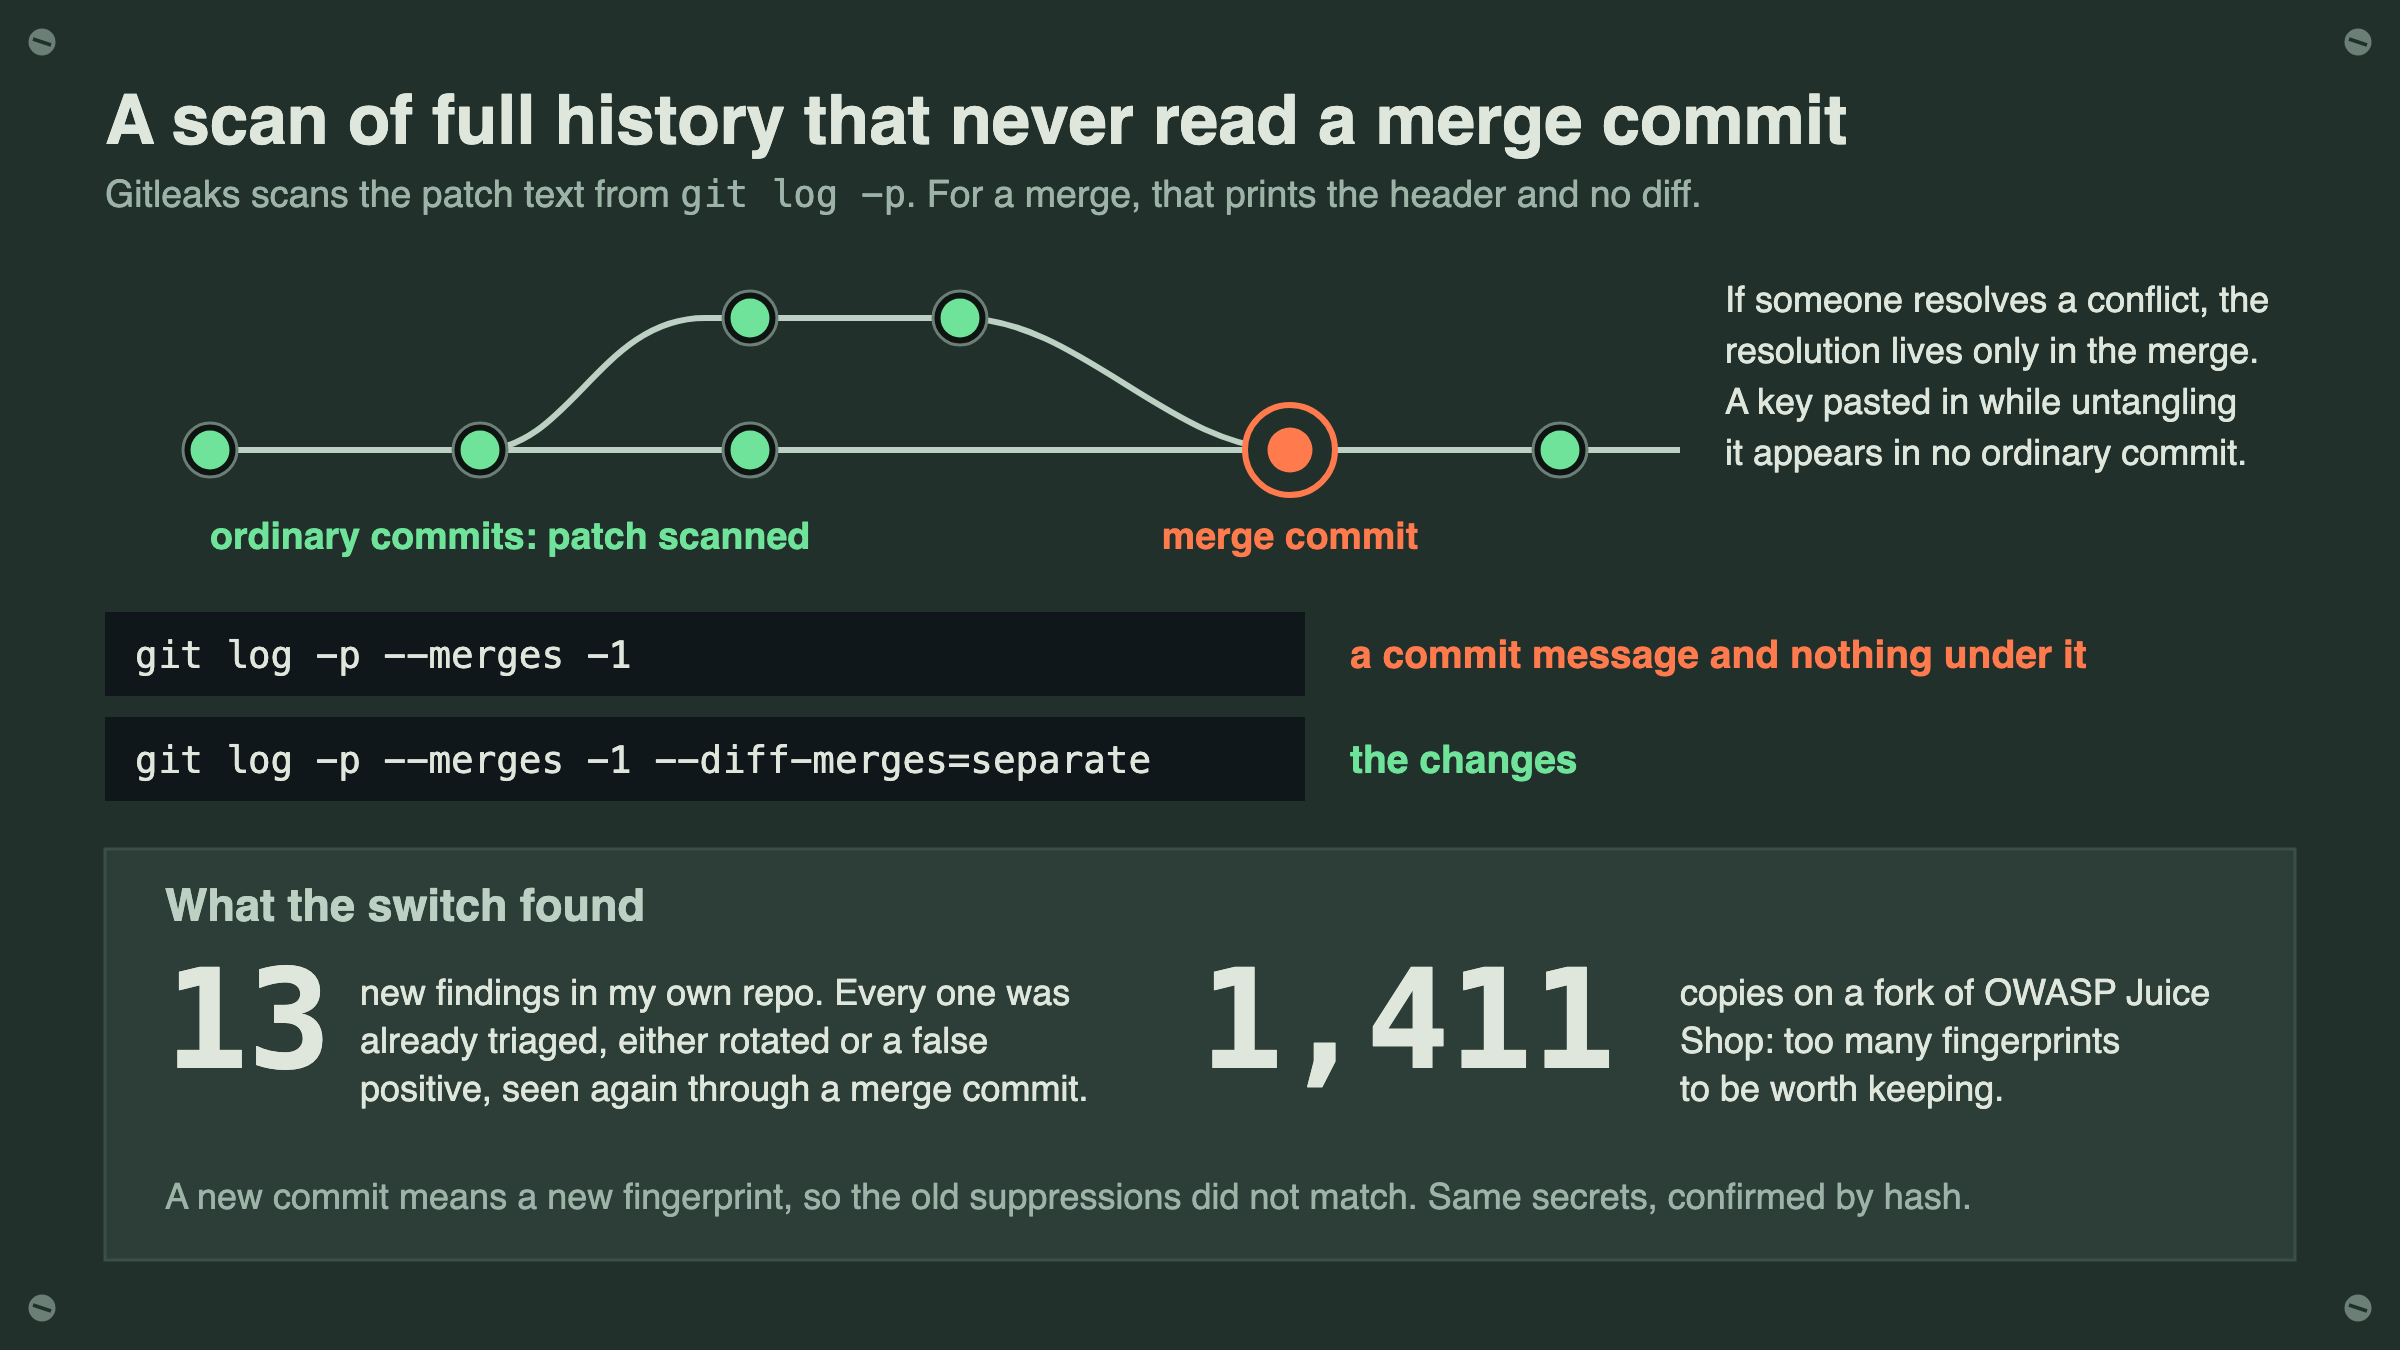 A scan of full history that never read a merge commit
Gitleaks scans the patch text from git log -p. For a merge, that prints the header and no diff.
If someone resolves a conflict, the
resolution lives only in the merge.
A key pasted in while untangling
it appears in no ordinary commit.
ordinary commits: patch scanned
merge commit
git log -p --merges -1
a commit message and nothing under it
git log -p --merges -1 --diff-merges=separate
the changes
What the switch found
13
new findings in my own repo. Every one was
already triaged, either rotated or a false
positive, seen again through a merge commit.
1,411
copies on a fork of OWASP Juice
Shop: too many fingerprints
to be worth keeping.
A new commit means a new fingerprint, so the old suppressions did not match. Same secrets, confirmed by hash.